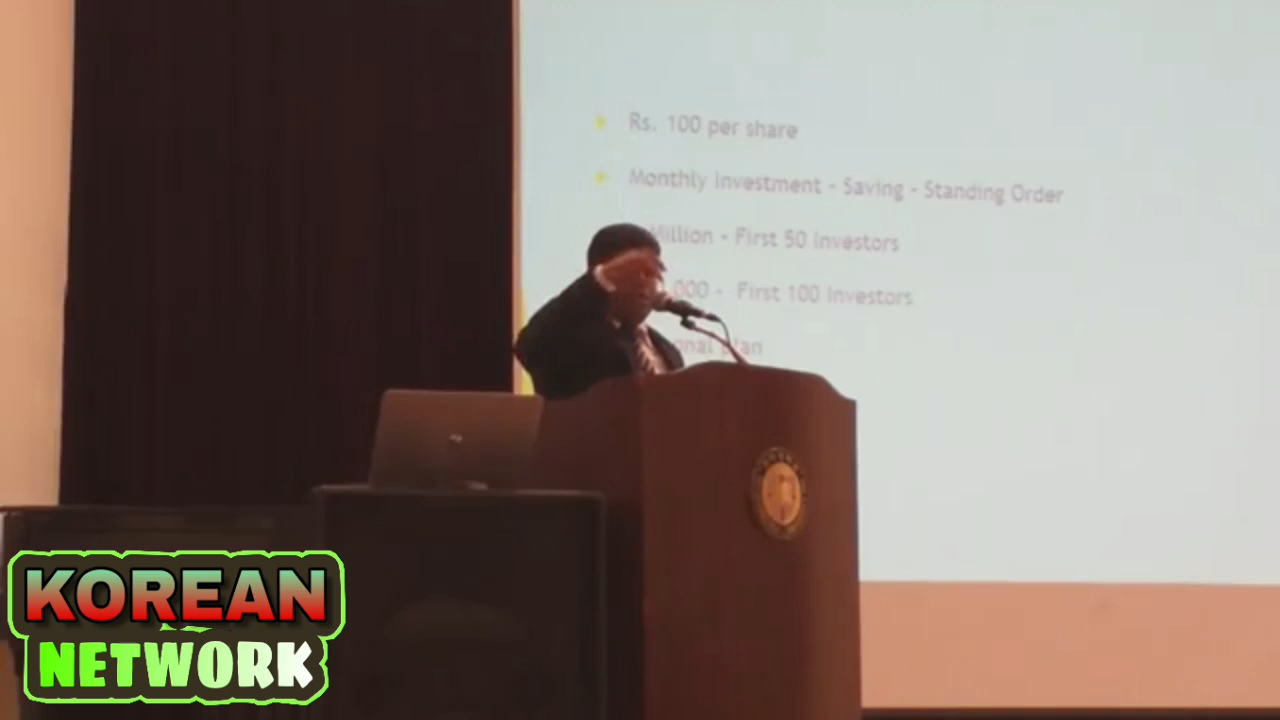 Rs. 100 per share
Monthly Investment - Saving - Standing Order
Million - First 50 Investors
000 - First 100 Investors
plan
KOREAN
NETWORK